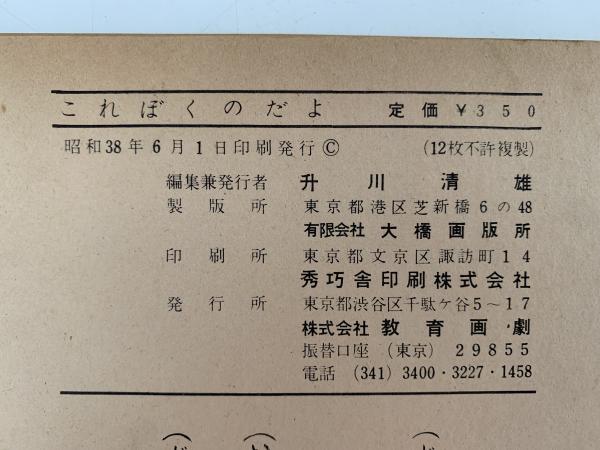 これぼくのだよ 定価 ¥350
昭和38年6月1日印刷発行 © (12枚不許複製)
編集兼発行者 升川清雄
製版所 東京都港区芝新橋6の48
有限会社 大橋画版所
印刷所 東京都文京区諏訪町14
秀巧舎印刷株式会社
発行所 東京都渋谷区千駄ケ谷5~17
株式会社 教育画劇
振替口座 (東京) 29855
電話 (341) 3400・3227・1458